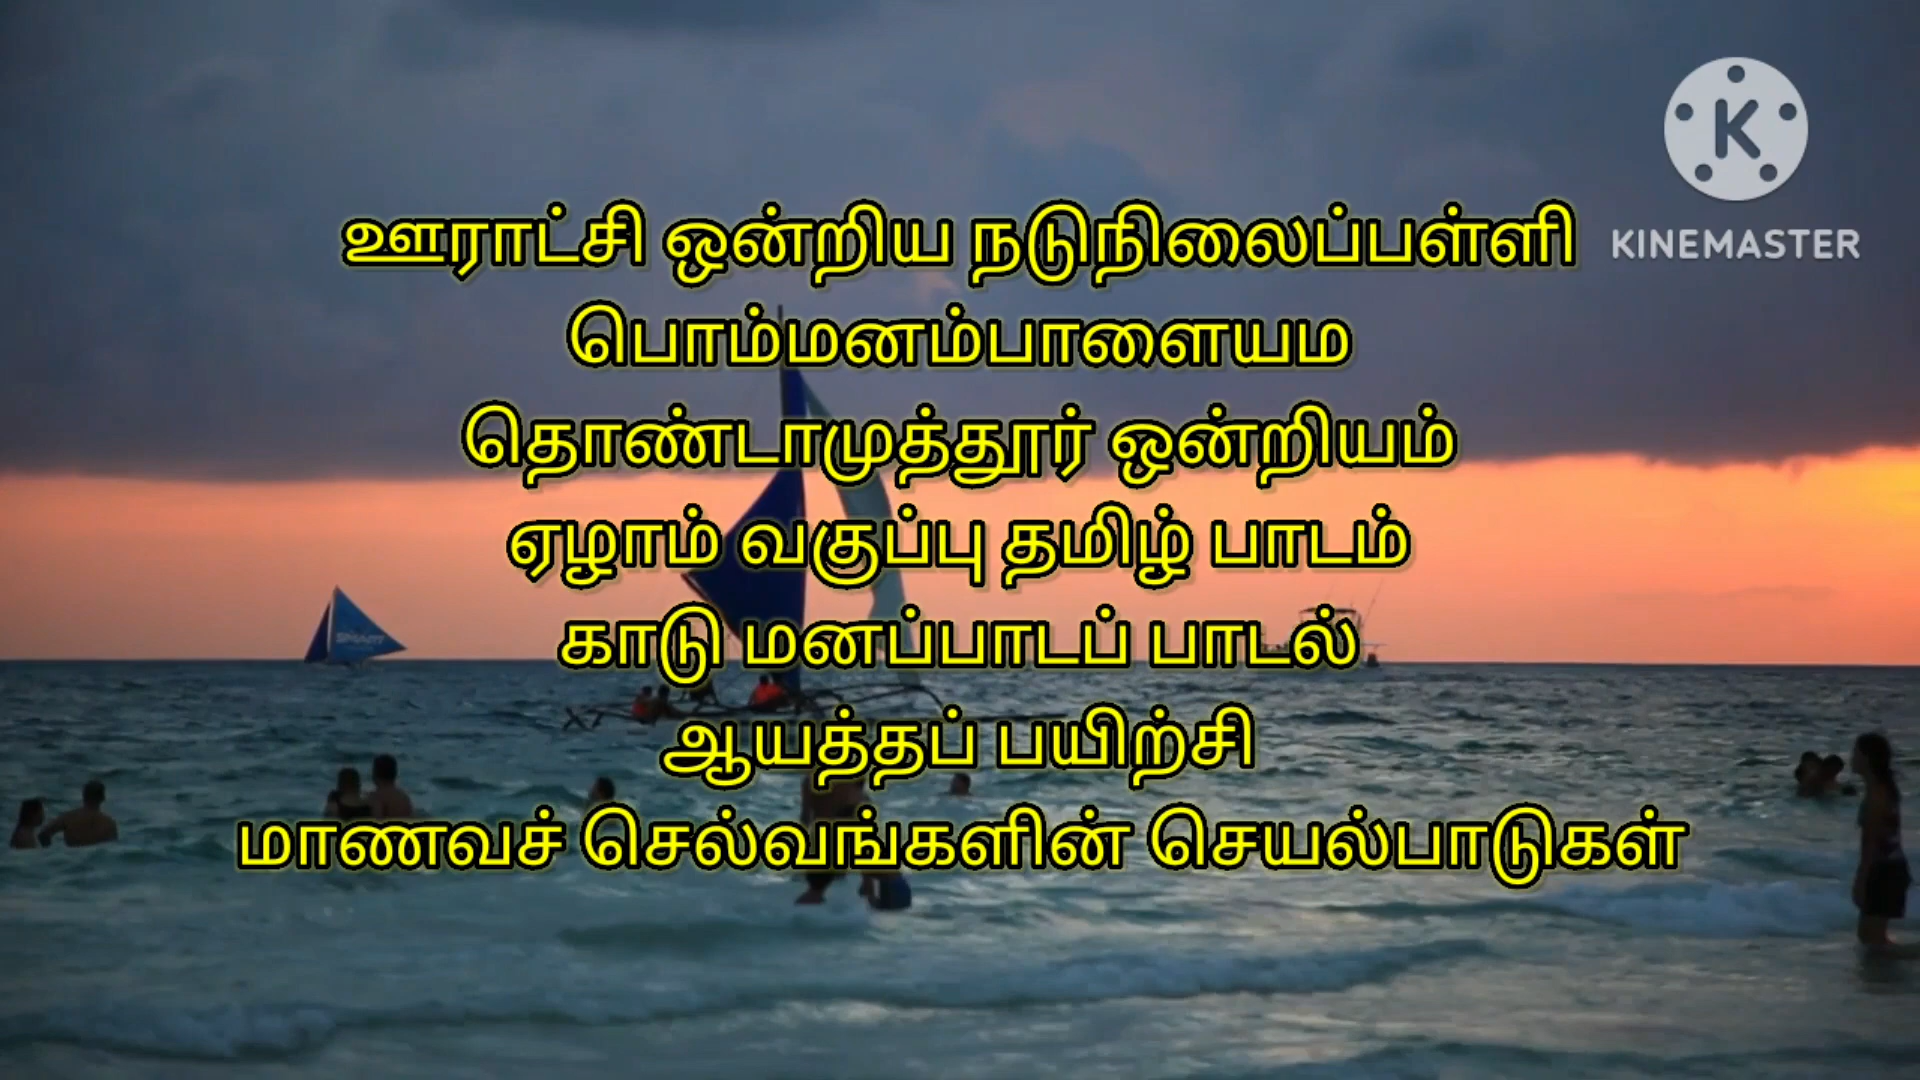 KINEMASTER
ஊராட்சி ஒன்றிய நடுநிலைப்பள்ளி
பொம்மனம்பாளையம
தொண்டாமுத்தூர் ஒன்றியம்
ஏழாம் வகுப்பு தமிழ் பாடம்
காடு மனப்பாடப் பாடல்
ஆயத்தப் பயிற்சி
மாணவச் செல்வங்களின் செயல்பாடுகள்
SMART